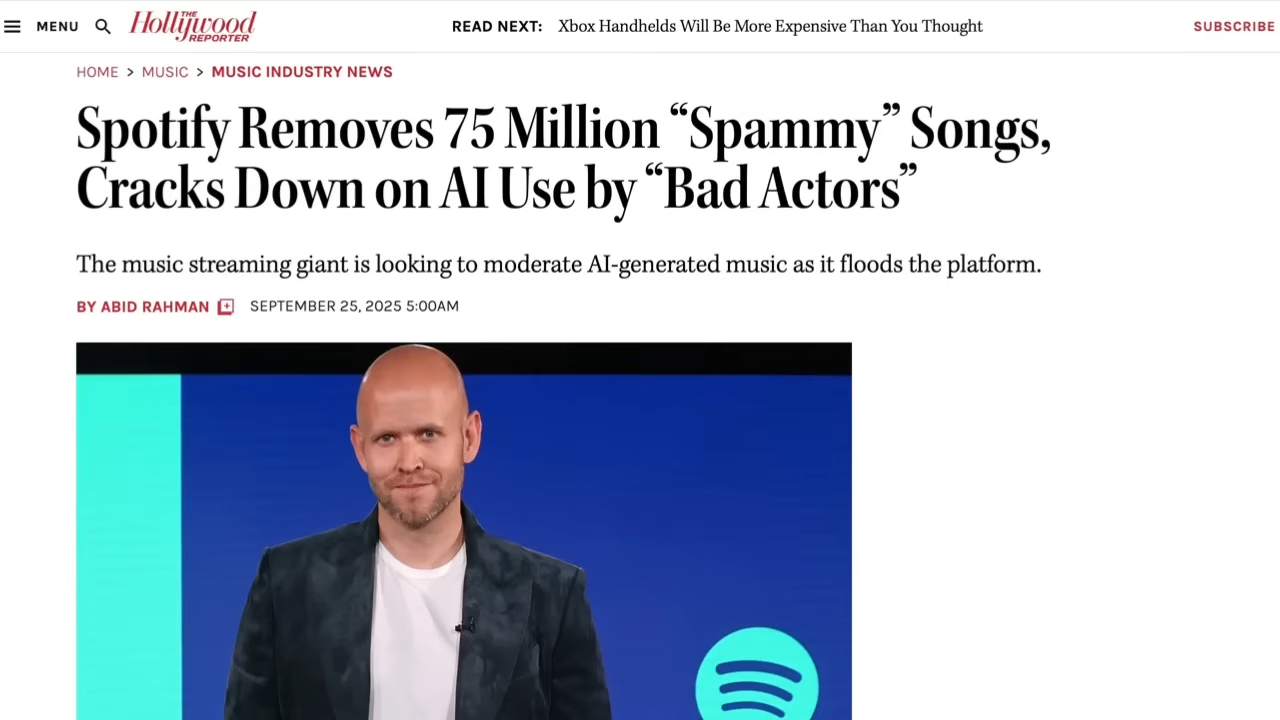 MENU
THE
Hollywood
REPORTER
READ NEXT: Xbox Handhelds Will Be More Expensive Than You Thought
SUBSCRIBE
HOME > MUSIC > MUSIC INDUSTRY NEWS
Spotify Removes 75 Million “Spammy” Songs,
Cracks Down on AI Use by “Bad Actors”
The music streaming giant is looking to moderate AI-generated music as it floods the platform.
BY ABID RAHMAN SEPTEMBER 25, 2025 5:00AM